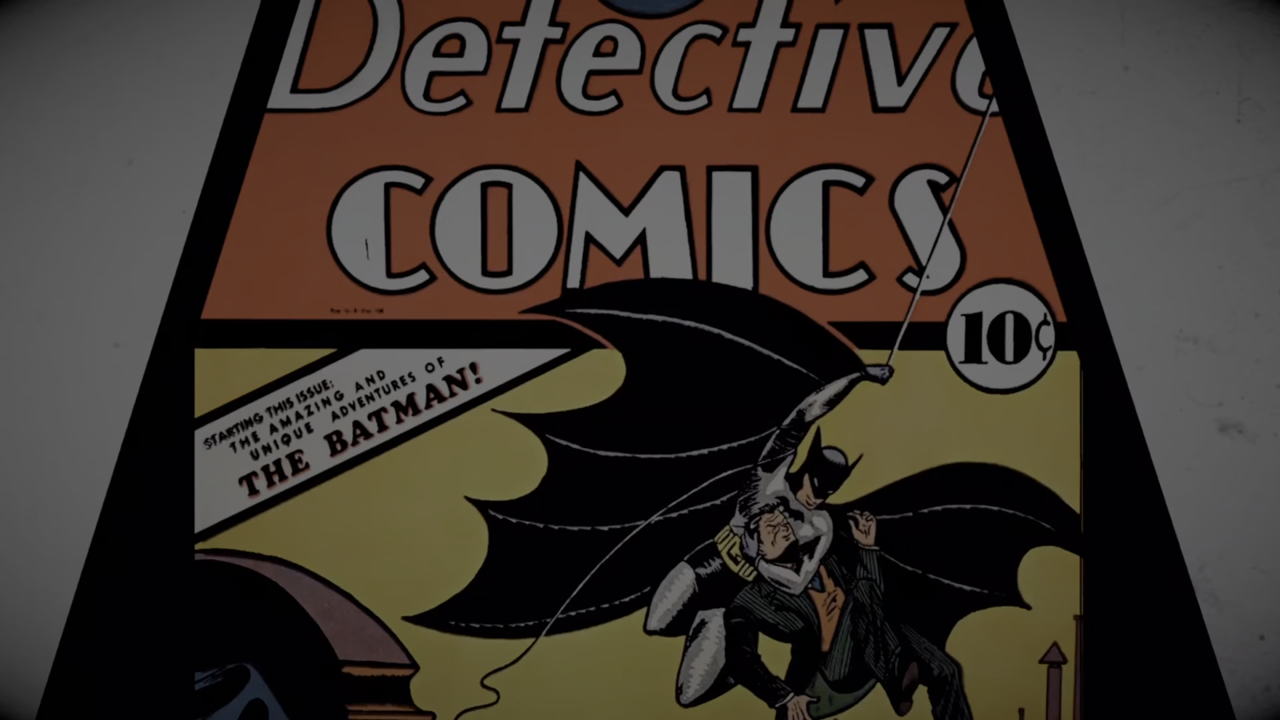 Detective
COMICS
10¢
STARTING THIS ISSUE:
THE AMAZING AND
UNIQUE ADVENTURES OF
THE BATMAN!